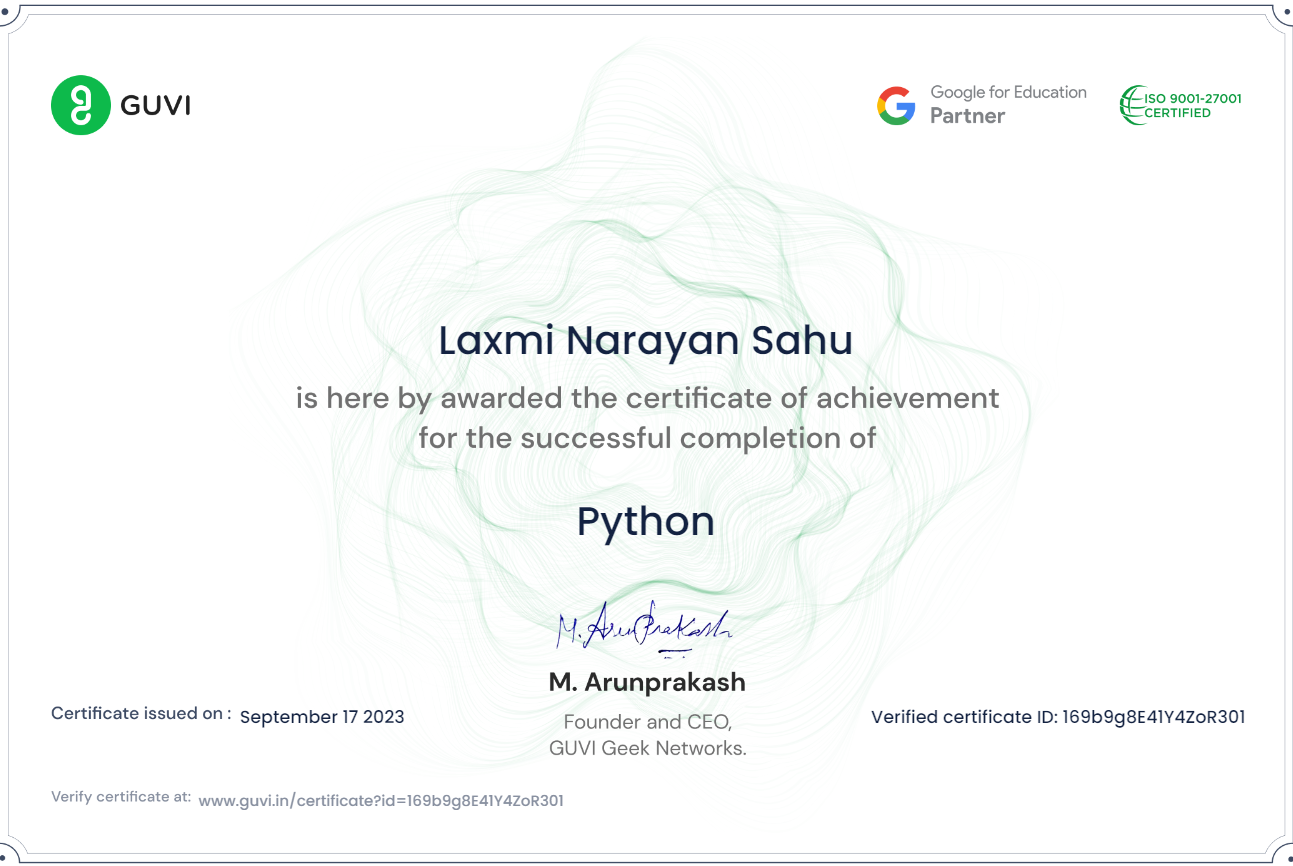 GUVI
Google for Education
Partner
ISO 9001-27001
CERTIFIED
Laxmi Narayan Sahu
is here by awarded the certificate of achievement
for the successful completion of
Python
M. Arunprakash
M. Arunprakash
Founder and CEO,
GUVI Geek Networks.
Certificate issued on : September 17 2023
Verified certificate ID: 169b9g8E41Y4ZoR301
Verify certificate at: www.guvi.in/certificate?id=169b9g8E41Y4ZoR301